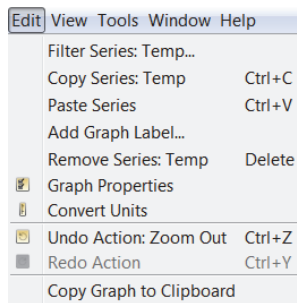 Edit View Tools Window Help
Filter Series: Temp...
Copy Series: Temp Ctrl+C
Paste Series Ctrl+V
Add Graph Label...
Remove Series: Temp Delete
Graph Properties
Convert Units
Undo Action: Zoom Out Ctrl+Z
Redo Action Ctrl+Y
Copy Graph to Clipboard